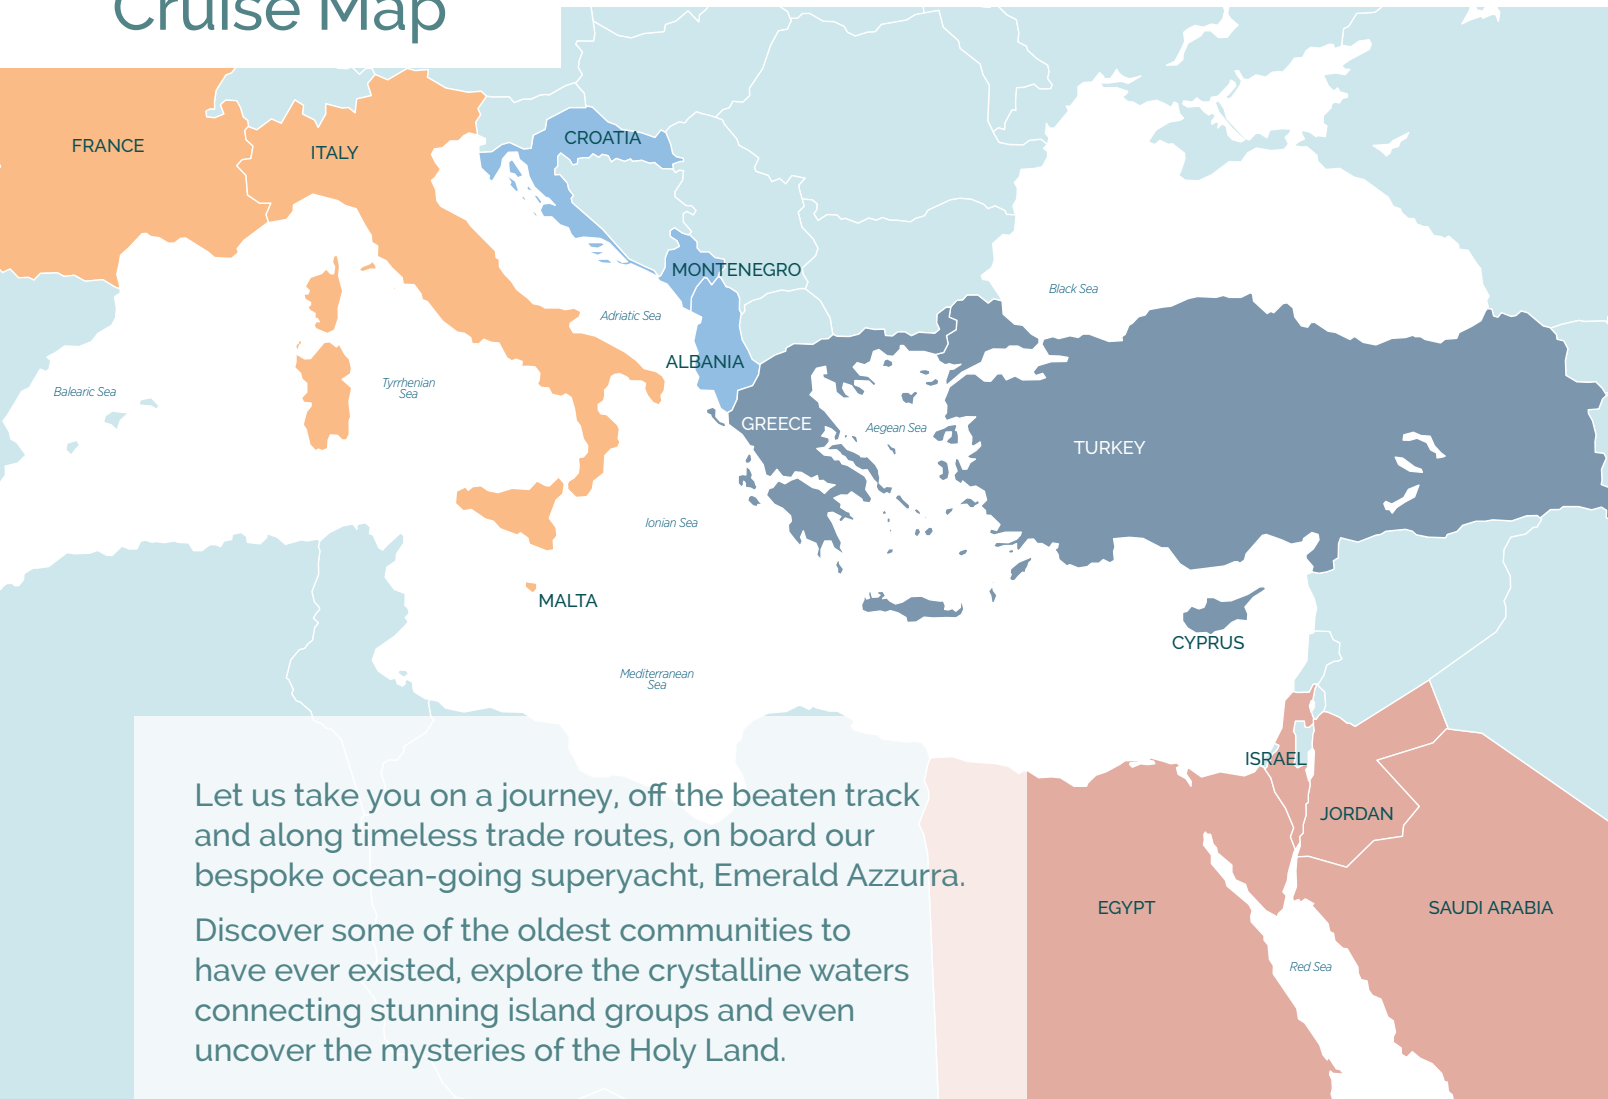 Cruise Map
FRANCE
ITALY
CROATIA
MONTENEGRO
Black Sea
Adriatic Sea
ALBANIA
Balearic Sea
Tyrrhenian
Sea
GREECE
Aegean Sea
TURKEY
Ionian Sea
MALTA
CYPRUS
Mediterranean
Sea
ISRAEL
JORDAN
EGYPT
SAUDI ARABIA
Red Sea
Let us take you on a journey, off the beaten track
and along timeless trade routes, on board our
bespoke ocean-going superyacht, Emerald Azzurra.
Discover some of the oldest communities to
have ever existed, explore the crystalline waters
connecting stunning island groups and even
uncover the mysteries of the Holy Land.